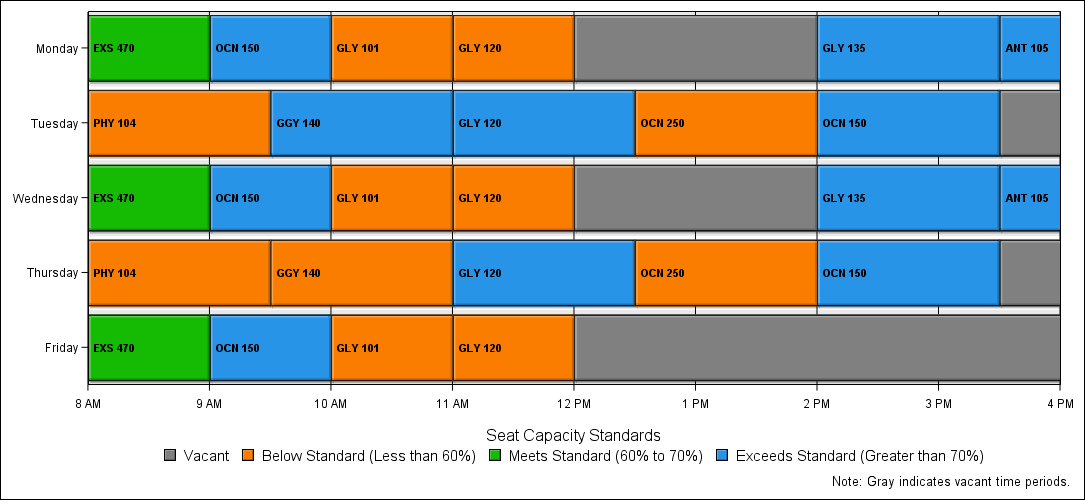 Monday EXS 470 OCN 150 GLY 101 GLY 120 GLY 135 ANT 105
Tuesday PHY 104 GGY 140 GLY 120 OCN 250 OCN 150
Wednesday EXS 470 OCN 150 GLY 101 GLY 120 GLY 135 ANT 105
Thursday PHY 104 GGY 140 GLY 120 OCN 250 OCN 150
Friday EXS 470 OCN 150 GLY 101 GLY 120
8 AM 9 AM 10 AM 11 AM 12 PM 1 PM 2 PM 3 PM 4 PM
Seat Capacity Standards
Vacant Below Standard (Less than 60%) Meets Standard (60% to 70%) Exceeds Standard (Greater than 70%)
Note: Gray indicates vacant time periods.